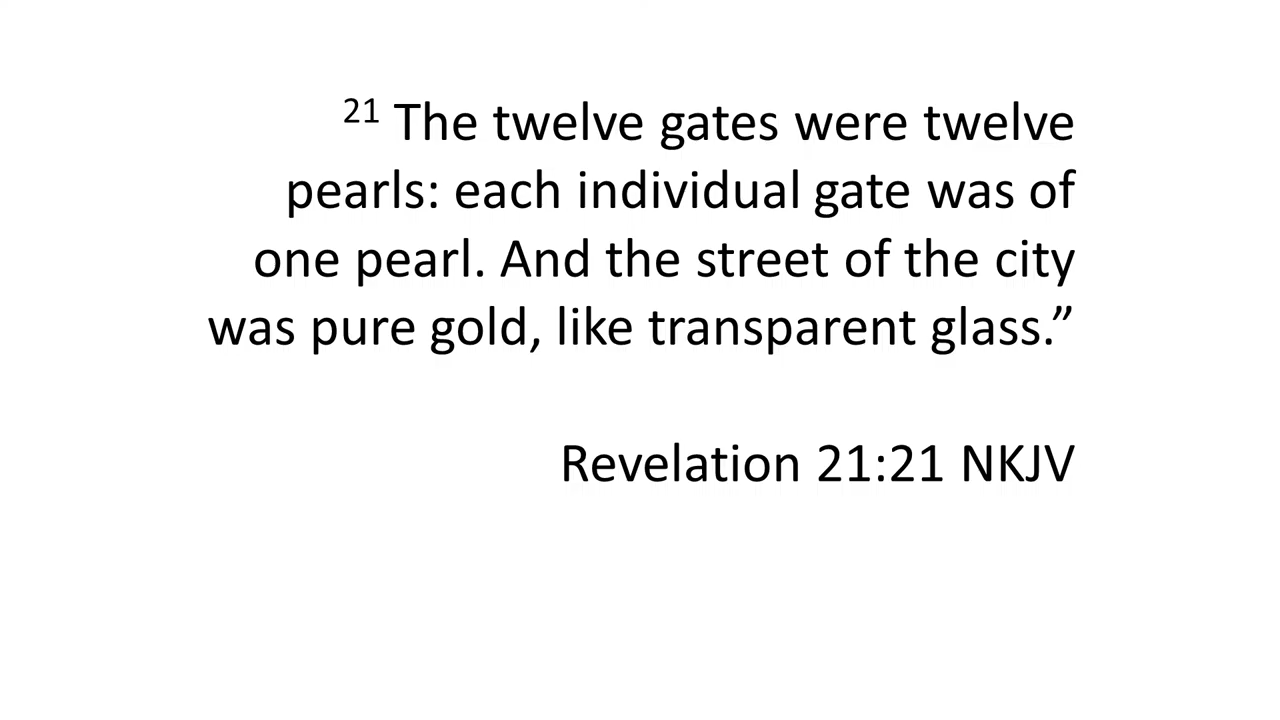 21 The twelve gates were twelve
pearls: each individual gate was of
one pearl. And the street of the city
was pure gold, like transparent glass.”
Revelation 21:21 NKJV